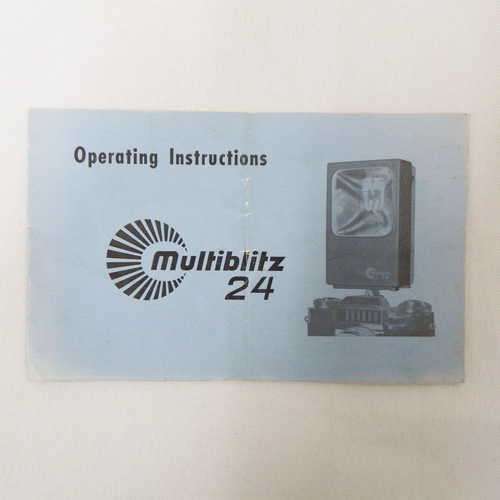 Operating Instructions
Multiblitz
24